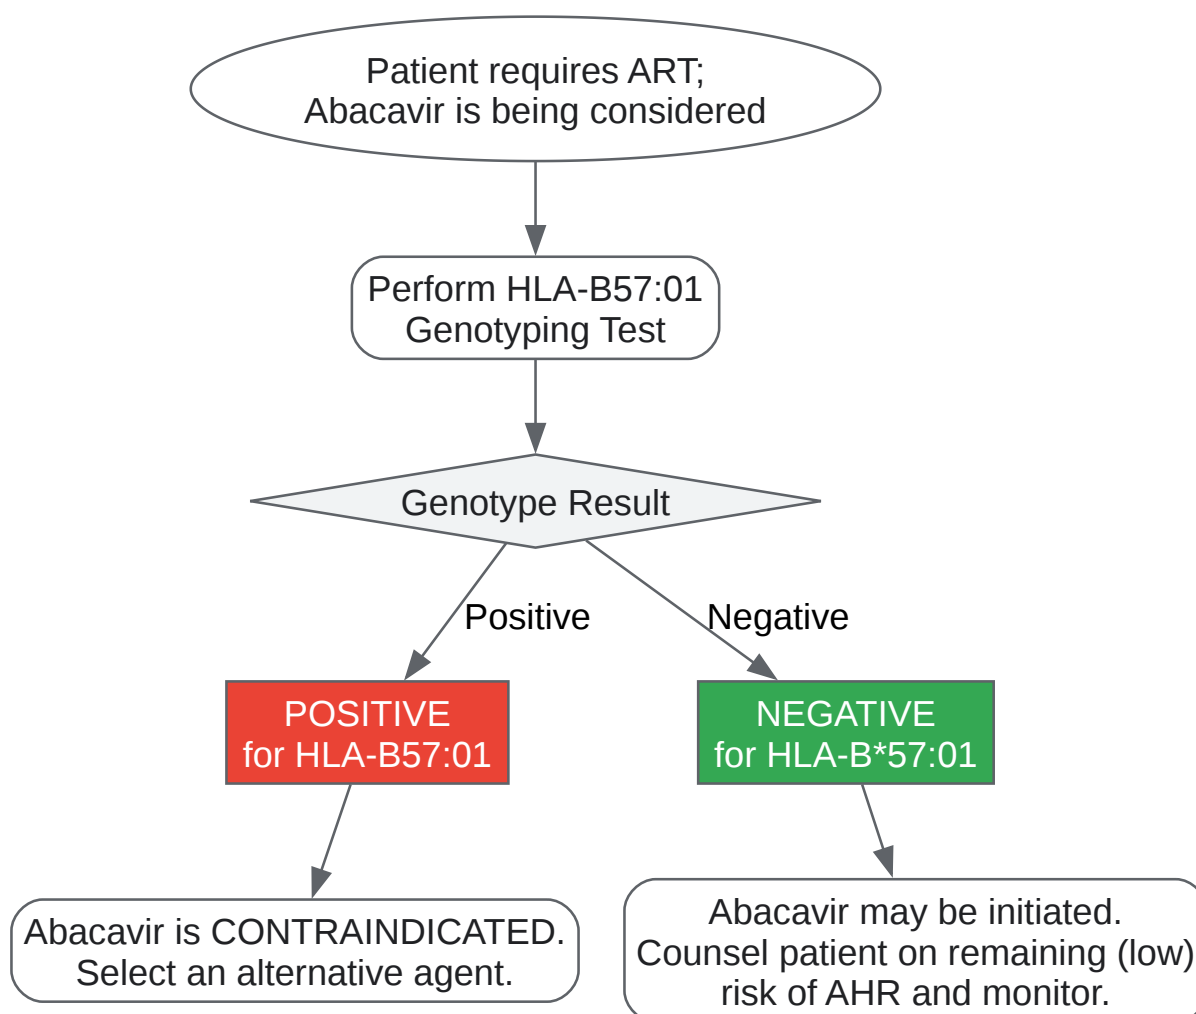 Patient requires ART;
Abacavir is being considered
Perform HLA-B57:01
Genotyping Test
Genotype Result
Positive
Negative
POSITIVE
for HLA-B57:01
NEGATIVE
for HLA-B*57:01
Abacavir is CONTRAINDICATED.
Select an alternative agent.
Abacavir may be initiated.
Counsel patient on remaining (low)
risk of AHR and monitor.